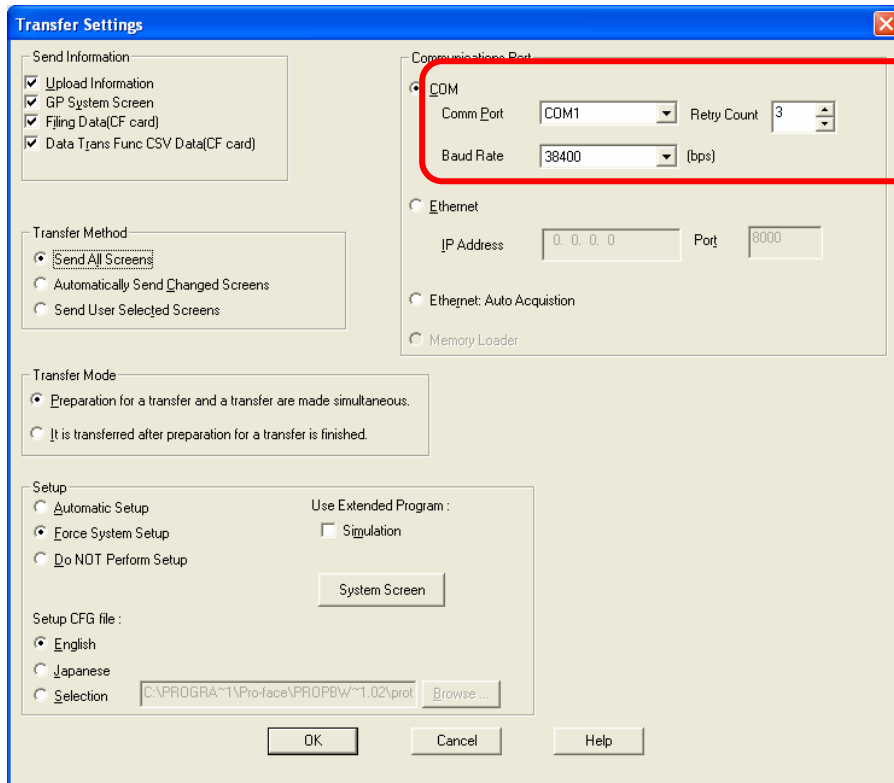 Transfer Settings
Send Information
Upload Information
GP System Screen
Filing Data(CF card)
Data Trans Func CSV Data(CF card)
Communications Port
COM
Comm Port COM1 Retry Count 3
Baud Rate 38400 (bps)
Ethernet
IP Address 0. 0. 0. 0 Port 8000
Ethernet: Auto Acquistion
Memory Loader
Transfer Method
Send All Screens
Automatically Send Changed Screens
Send User Selected Screens
Transfer Mode
Preparation for a transfer and a transfer are made simultaneous.
It is transferred after preparation for a transfer is finished.
Setup
Automatic Setup
Force System Setup
Do NOT Perform Setup
Use Extended Program :
Simulation
System Screen
Setup CFG file :
English
Japanese
Selection C:\PROGRA~1\Pro-face\PROPBW~1.02\prot Browse ...
OK Cancel Help